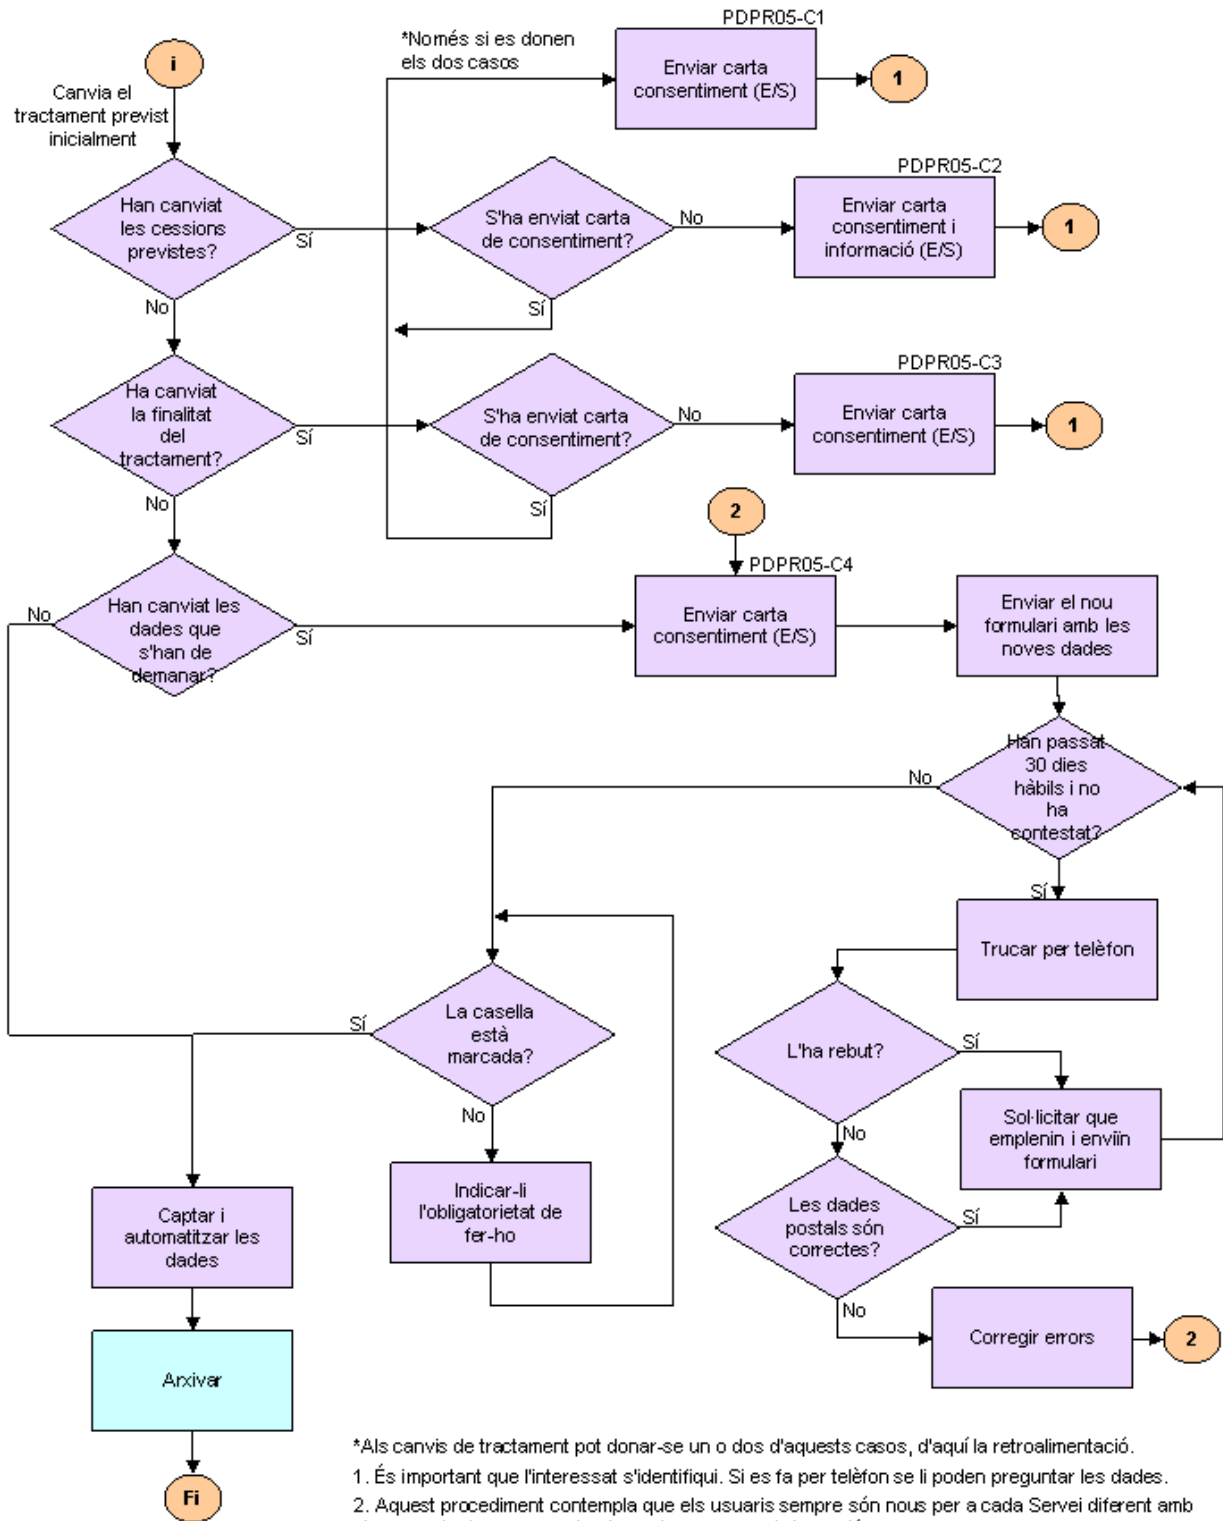 PDPR05-C1
*Només si es donen
els dos casos
i
Enviar carta
consentiment (E/S)
1
Canvia el
tractament previst
inicialment
PDPR05-C2
Han canviat
les cessions
previstes?
Sí
S'ha enviat carta
de consentiment?
No
Enviar carta
consentiment i
informació (E/S)
1
No
Sí
PDPR05-C3
Ha canviat
la finalitat
del
tractament?
Sí
S'ha enviat carta
de consentiment?
No
Enviar carta
consentiment (E/S)
1
No
Sí
2
PDPR05-C4
No
Han canviat les
dades que
s'han de
demanar?
Sí
Enviar carta
consentiment (E/S)
Enviar el nou
formulari amb les
noves dades
Han passat
30 dies
hàbils i no
ha
contestat?
No
Sí
Trucar per telèfon
La casella
està
marcada?
Sí
No
L'ha rebut?
Sí
No
Sol·licitar que
emplenin i enviïn
formulari
Indicar-li
l'obligatorietat de
fer-ho
Les dades
postals són
correctes?
Sí
No
Captar i
automatitzar les
dades
Corregir errors
2
Arxivar
Fi
*Als canvis de tractament pot donar-se un o dos d'aquests casos, d'aquí la retroalimentació.
1. És important que l'interessat s'identifiqui. Si es fa per telèfon se li poden preguntar les dades.
2. Aquest procediment contempla que els usuaris sempre són nous per a cada Servei diferent amb